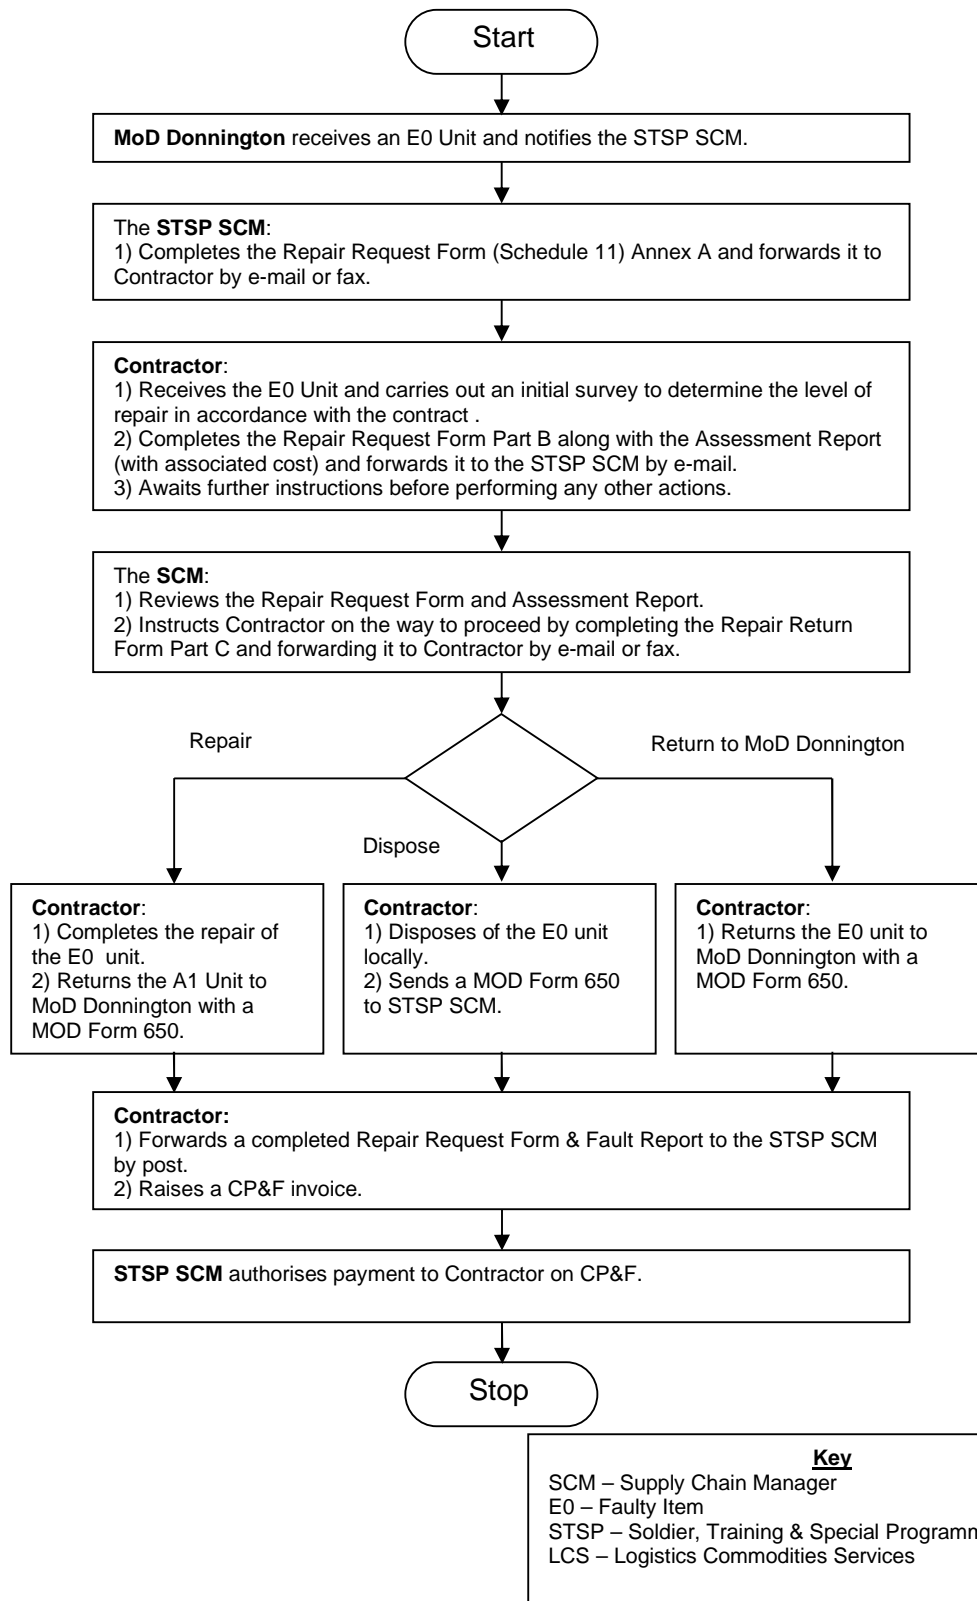 Start
MoD Donnington receives an E0 Unit and notifies the STSP SCM.
The STSP SCM:
1) Completes the Repair Request Form (Schedule 11) Annex A and forwards it to
Contractor by e-mail or fax.
Contractor:
1) Receives the E0 Unit and carries out an initial survey to determine the level of
repair in accordance with the contract .
2) Completes the Repair Request Form Part B along with the Assessment Report
(with associated cost) and forwards it to the STSP SCM by e-mail.
3) Awaits further instructions before performing any other actions.
The SCM:
1) Reviews the Repair Request Form and Assessment Report.
2) Instructs Contractor on the way to proceed by completing the Repair Return
Form Part C and forwarding it to Contractor by e-mail or fax.
Repair
Return to MoD Donnington
Dispose
Contractor:
1) Completes the repair of
the E0 unit.
2) Returns the A1 Unit to
MoD Donnington with a
MOD Form 650.
Contractor:
1) Disposes of the E0 unit
locally.
2) Sends a MOD Form 650
to STSP SCM.
Contractor:
1) Returns the E0 unit to
MoD Donnington with a
MOD Form 650.
Contractor:
1) Forwards a completed Repair Request Form & Fault Report to the STSP SCM
by post.
2) Raises a CP&F invoice.
STSP SCM authorises payment to Contractor on CP&F.
Stop
Key
SCM – Supply Chain Manager
E0 – Faulty Item
STSP – Soldier, Training & Special Programm
LCS – Logistics Commodities Services